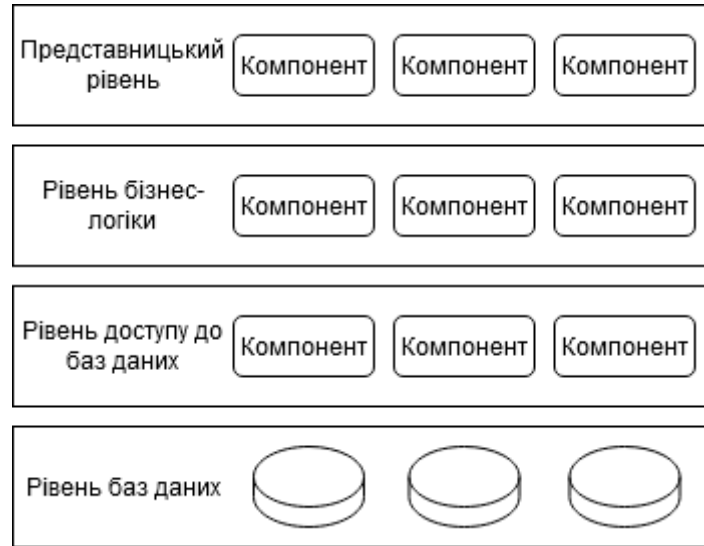 Представницький
рівень
Компонент Компонент Компонент
Рівень бізнес-
логіки
Компонент Компонент Компонент
Рівень доступу до
баз даних
Компонент Компонент Компонент
Рівень баз даних